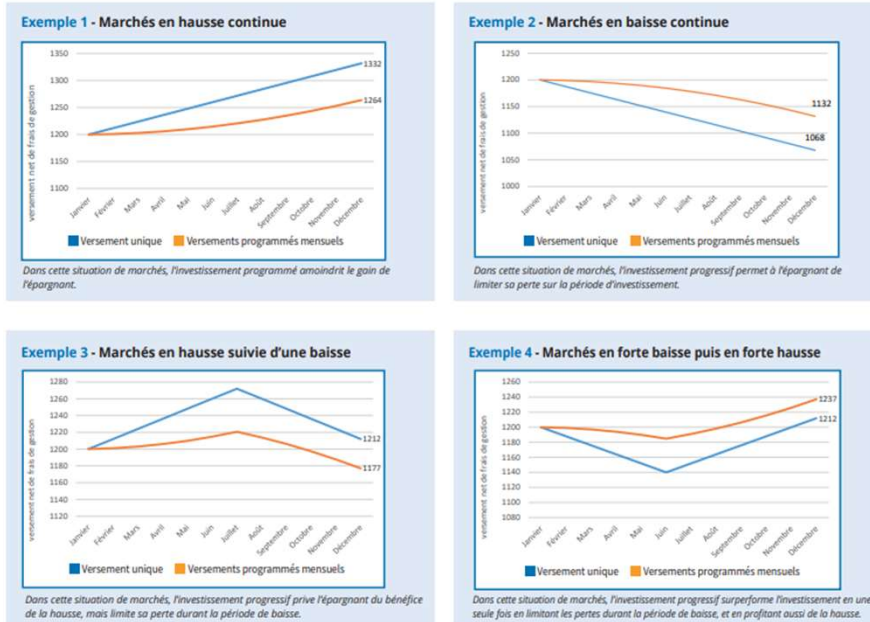 Exemple 1 - Marchés en hausse continue
versement net de frais de gestion
1350
1300
1250
1200
1150
1100
1332
1264
Janvier
Février
Mars
Avril
Mai
Juin
Juillet
Août
Septembre
Octobre
Novembre
Décembre
Versement unique
Versements programmés mensuels
Dans cette situation de marchés, l'investissement programmé amoindrit le gain de
l'épargnant.
Exemple 2 - Marchés en baisse continue
versement net de frais de gestion
1250
1200
1150
1100
1050
1000
1132
1068
Janvier
Février
Mars
Avril
Mai
Juin
Juillet
Août
Septembre
Octobre
Novembre
Décembre
Versement unique
Versements programmés mensuels
Dans cette situation de marchés, l'investissement progressif permet à l'épargnant de
limiter sa perte sur la période d'investissement.
Exemple 3 - Marchés en hausse suivie d'une baisse
versement net de frais de gestion
1280
1260
1240
1220
1200
1180
1160
1140
1120
1212
1177
Janvier
Février
Mars
Avril
Mai
Juin
Juillet
Août
Septembre
Octobre
Novembre
Décembre
Versement unique
Versements programmés mensuels
Dans cette situation de marchés, l'investissement progressif prive l'épargnant du bénéfice
de la hausse, mais limite sa perte durant la période de baisse.
Exemple 4 - Marchés en forte baisse puis en forte hausse
versement net de frais de gestion
1260
1240
1220
1200
1180
1160
1140
1120
1100
1080
1237
1212
Janvier
Février
Mars
Avril
Mai
Juin
Juillet
Août
Septembre
Octobre
Novembre
Décembre
Versement unique
Versements programmés mensuels
Dans cette situation de marchés, l'investissement progressif surperforme l'investissement en une
seule fois en limitant les pertes durant la période de baisse, et en profitant aussi de la hausse.